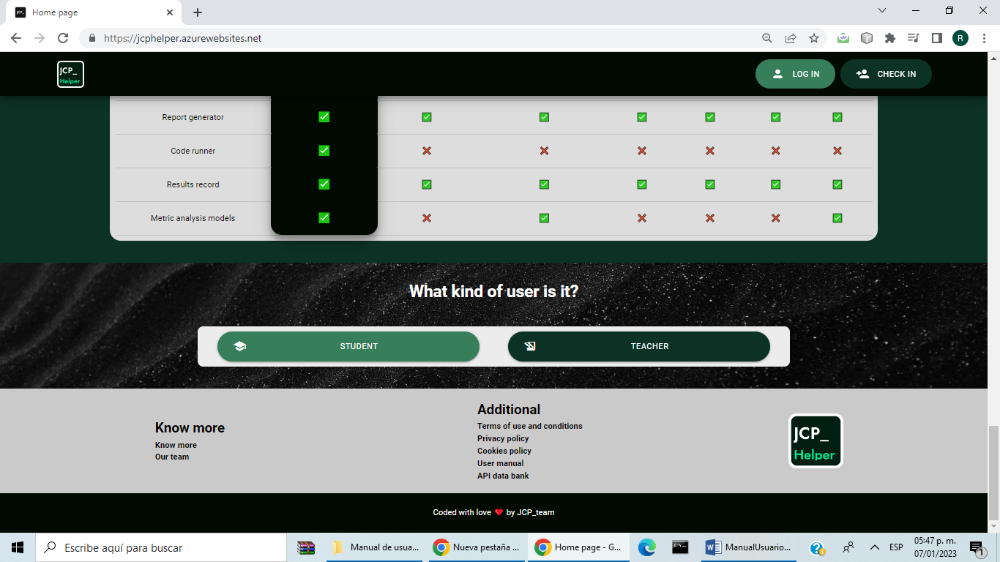 Home page
https://jcphelper.azurewebsites.net
R
JCP_
Helper
LOG IN
CHECK IN
Report generator
Code runner
Results record
Metric analysis models
What kind of user is it?
STUDENT
TEACHER
Know more
Know more
Our team
Additional
Terms of use and conditions
Privacy policy
Cookies policy
User manual
API data bank
JCP_
Helper
Coded with love by JCP_team
Escribe aquí para buscar
Manual de usua...
Nueva pestaña ...
Home page - G...
ManualUsuario...
ESP
05:47 p. m.
07/01/2023
1